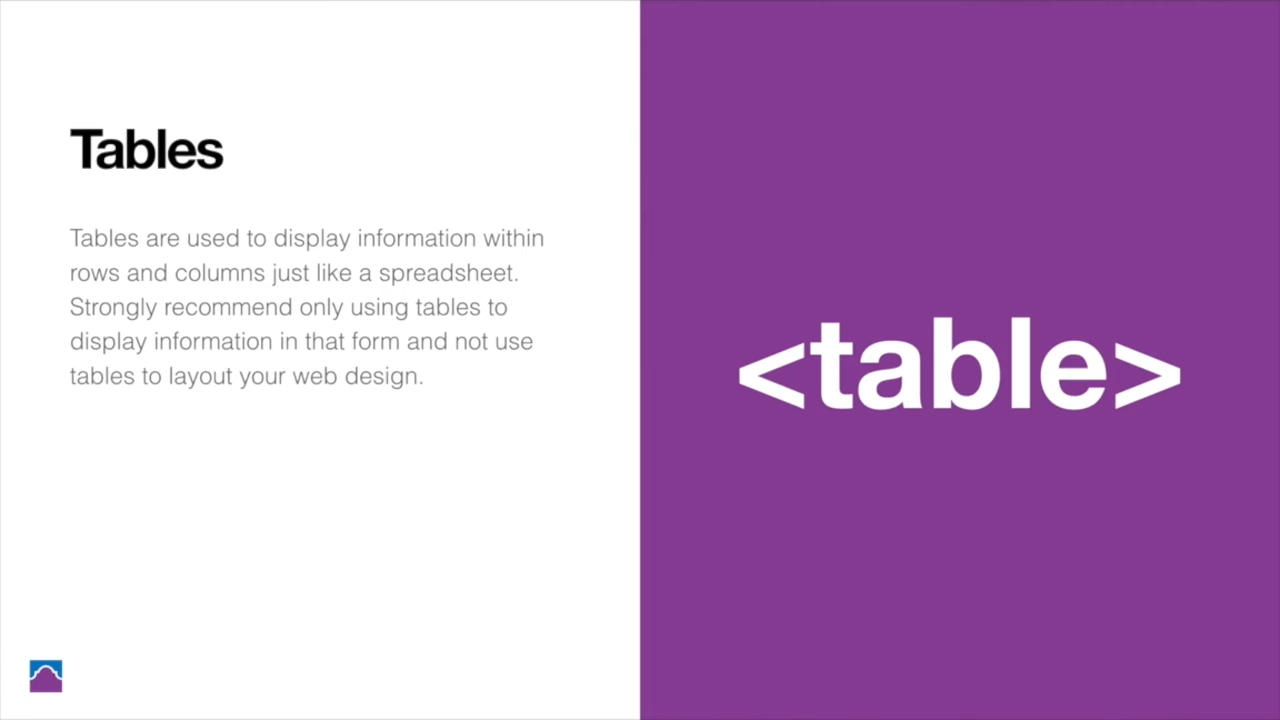 Tables
Tables are used to display information within
rows and columns just like a spreadsheet.
Strongly recommend only using tables to
display information in that form and not use
tables to layout your web design.
<table>